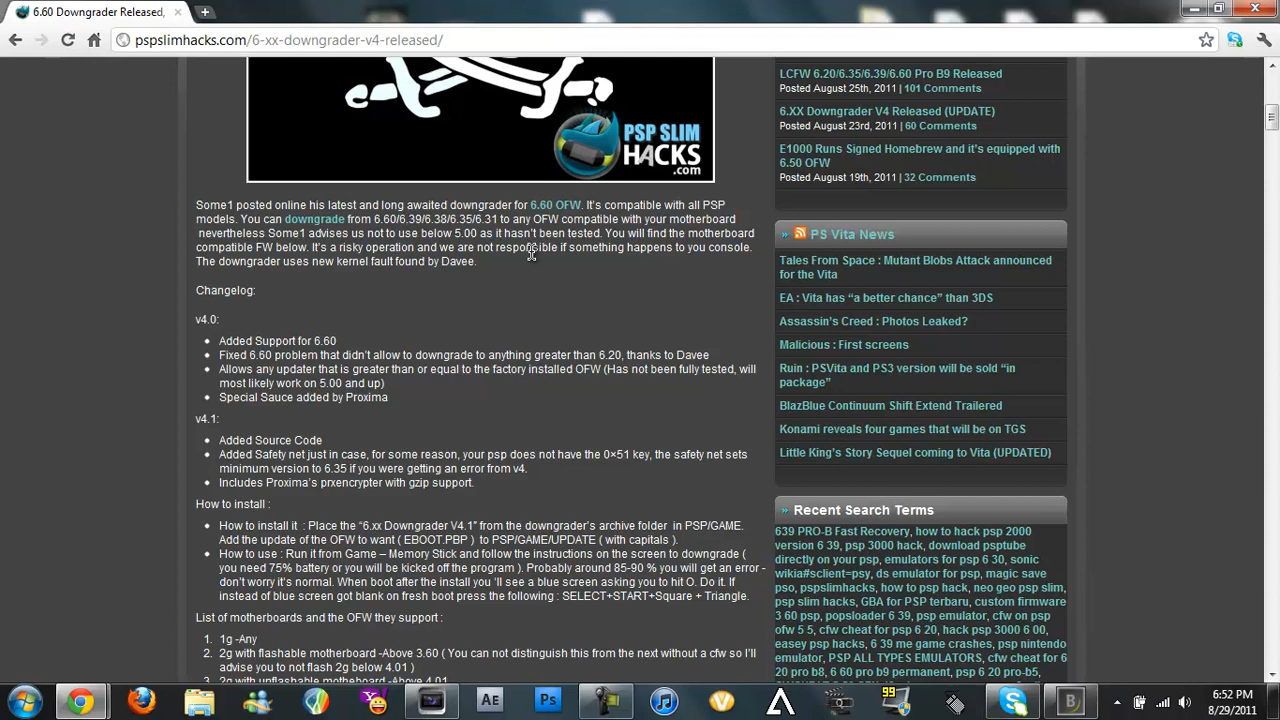 6.60 Downgrader Released,
pspslimhacks.com/6-xx-downgrader-v4-released/
PSP SLIM
HACKS
.com
Some1 posted online his latest and long awaited downgrader for 6.60 OFW. It's compatible with all PSP
models. You can downgrade from 6.60/6.39/6.38/6.35/6.31 to any OFW compatible with your motherboard
nevertheless Some1 advises us not to use below 5.00 as it hasn't been tested. You will find the motherboard
compatible FW below. It's a risky operation and we are not responsible if something happens to you console.
The downgrader uses new kernel fault found by Davee.
Changelog:
v4.0:
Added Support for 6.60
Fixed 6.60 problem that didn't allow to downgrade to anything greater than 6.20, thanks to Davee
Allows any updater that is greater than or equal to the factory installed OFW (Has not been fully tested, will
most likely work on 5.00 and up)
Special Sauce added by Proxima
v4.1:
Added Source Code
Added Safety net just in case, for some reason, your psp does not have the 0×51 key, the safety net sets
minimum version to 6.35 if you were getting an error from v4.
Includes Proxima's prxencrypter with gzip support.
How to install :
How to install it : Place the "6.xx Downgrader V4.1" from the downgrader's archive folder in PSP/GAME.
Add the update of the OFW to want ( EBOOT.PBP ) to PSP/GAME/UPDATE ( with capitals ).
How to use : Run it from Game – Memory Stick and follow the instructions on the screen to downgrade (
you need 75% battery or you will be kicked off the program ). Probably around 85-90 % you will get an error -
don't worry it's normal. When boot after the install you 'll see a blue screen asking you to hit O. Do it. If
instead of blue screen got blank on fresh boot press the following : SELECT+START+Square + Triangle.
List of motherboards and the OFW they support :
1. 1g -Any
2. 2g with flashable motherboard -Above 3.60 ( You can not distinguish this from the next without a cfw so I'll
advise you to not flash 2g below 4.01 )
3. 2g with unflashable motheboard -Above 4.01
LCFW 6.20/6.35/6.39/6.60 Pro B9 Released
Posted August 25th, 2011 | 101 Comments
6.XX Downgrader V4 Released (UPDATE)
Posted August 23rd, 2011 | 60 Comments
E1000 Runs Signed Homebrew and it's equipped with
6.50 OFW
Posted August 19th, 2011 | 32 Comments
» PS Vita News
Tales From Space : Mutant Blobs Attack announced
for the Vita
EA : Vita has "a better chance" than 3DS
Assassin's Creed : Photos Leaked?
Malicious : First screens
Ruin : PSVita and PS3 version will be sold "in
package"
BlazBlue Continuum Shift Extend Trailered
Konami reveals four games that will be on TGS
Little King's Story Sequel coming to Vita (UPDATED)
» Recent Search Terms
639 PRO-B Fast Recovery, how to hack psp 2000
version 6 39, psp 3000 hack, download psptube
directly on your psp, emulators for psp 6 30, sonic
wikia#sclient=psy, ds emulator for psp, magic save
pso, pspslimhacks, how to psp hack, neo geo psp slim,
psp slim hacks, GBA for PSP terbaru, custom firmware
3 60 psp, popsloader 6 39, psp emulator, cfw on psp
ofw 5 5, cfw cheat for psp 6 20, hack psp 3000 6 00,
easey psp hacks, 6 39 me game crashes, psp nintendo
emulator, PSP ALL TYPES EMULATORS, cfw cheat for 6
20 pro b8, 6 60 pro b9 permanent, psp 6 20 pro-b5,
Ae
Ps
99
6:52 PM
8/29/2011